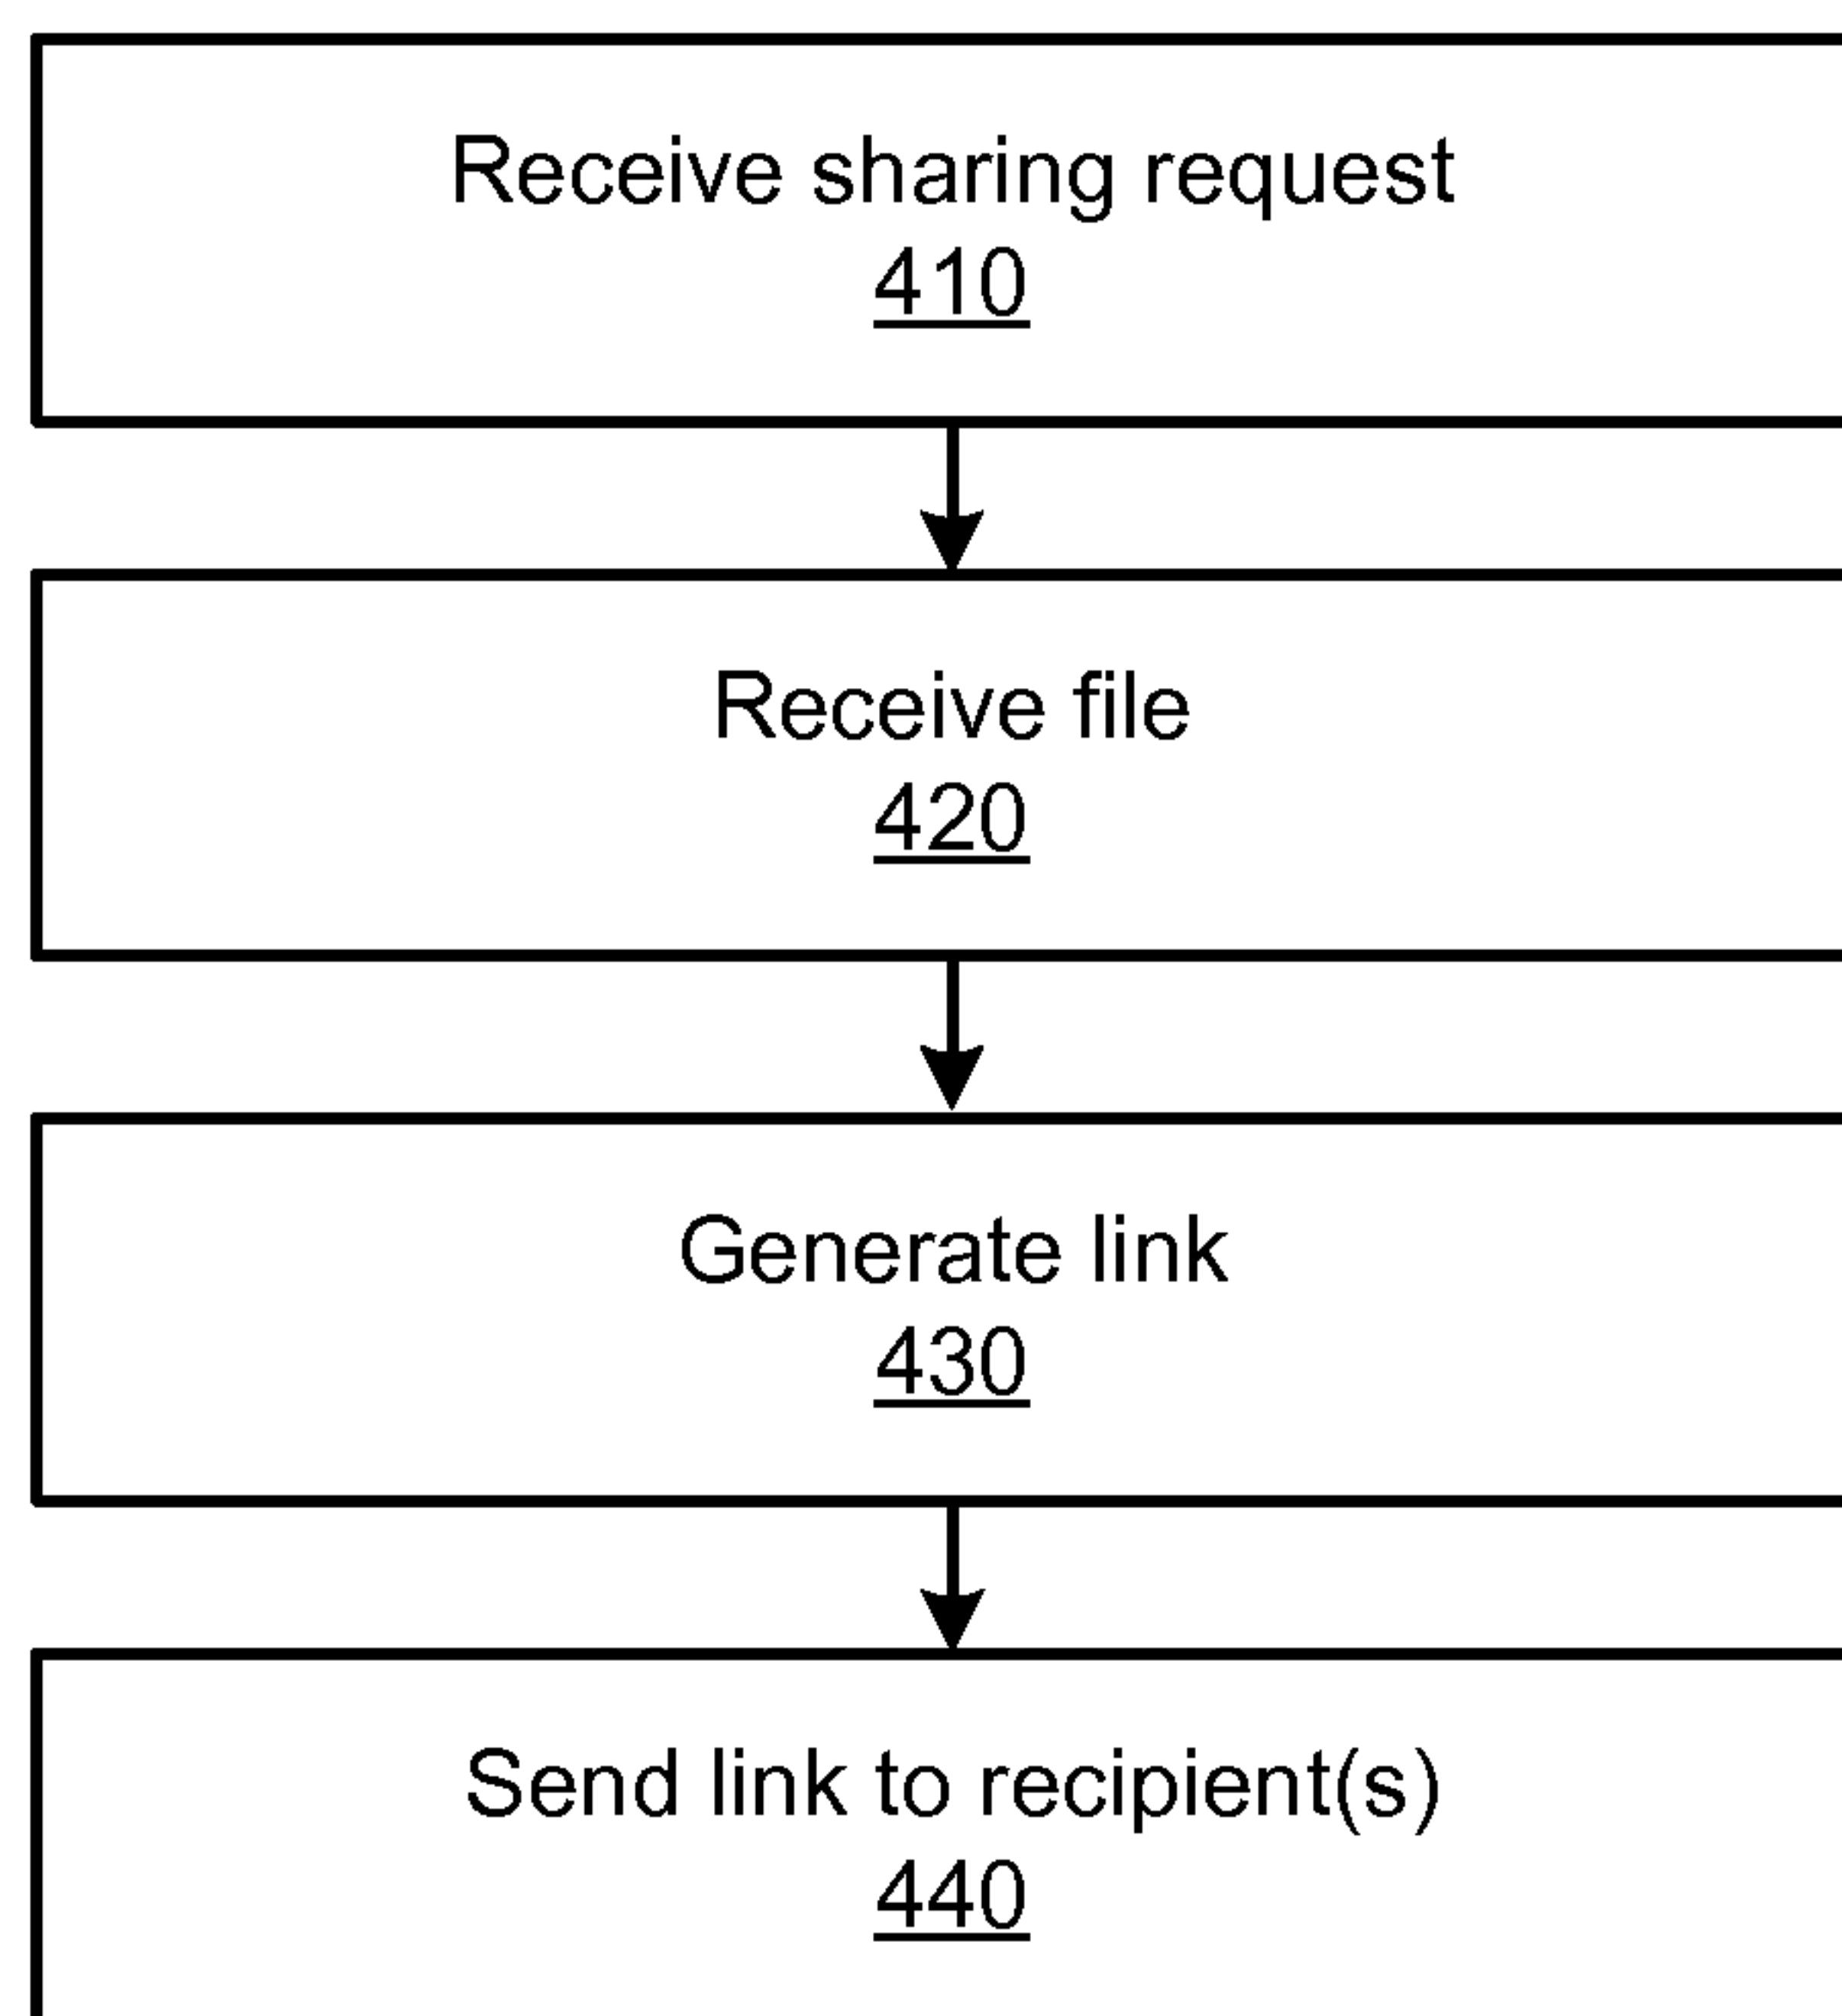 Receive sharing request
410
Receive file
420
Generate link
430
Send link to recipient(s)
440